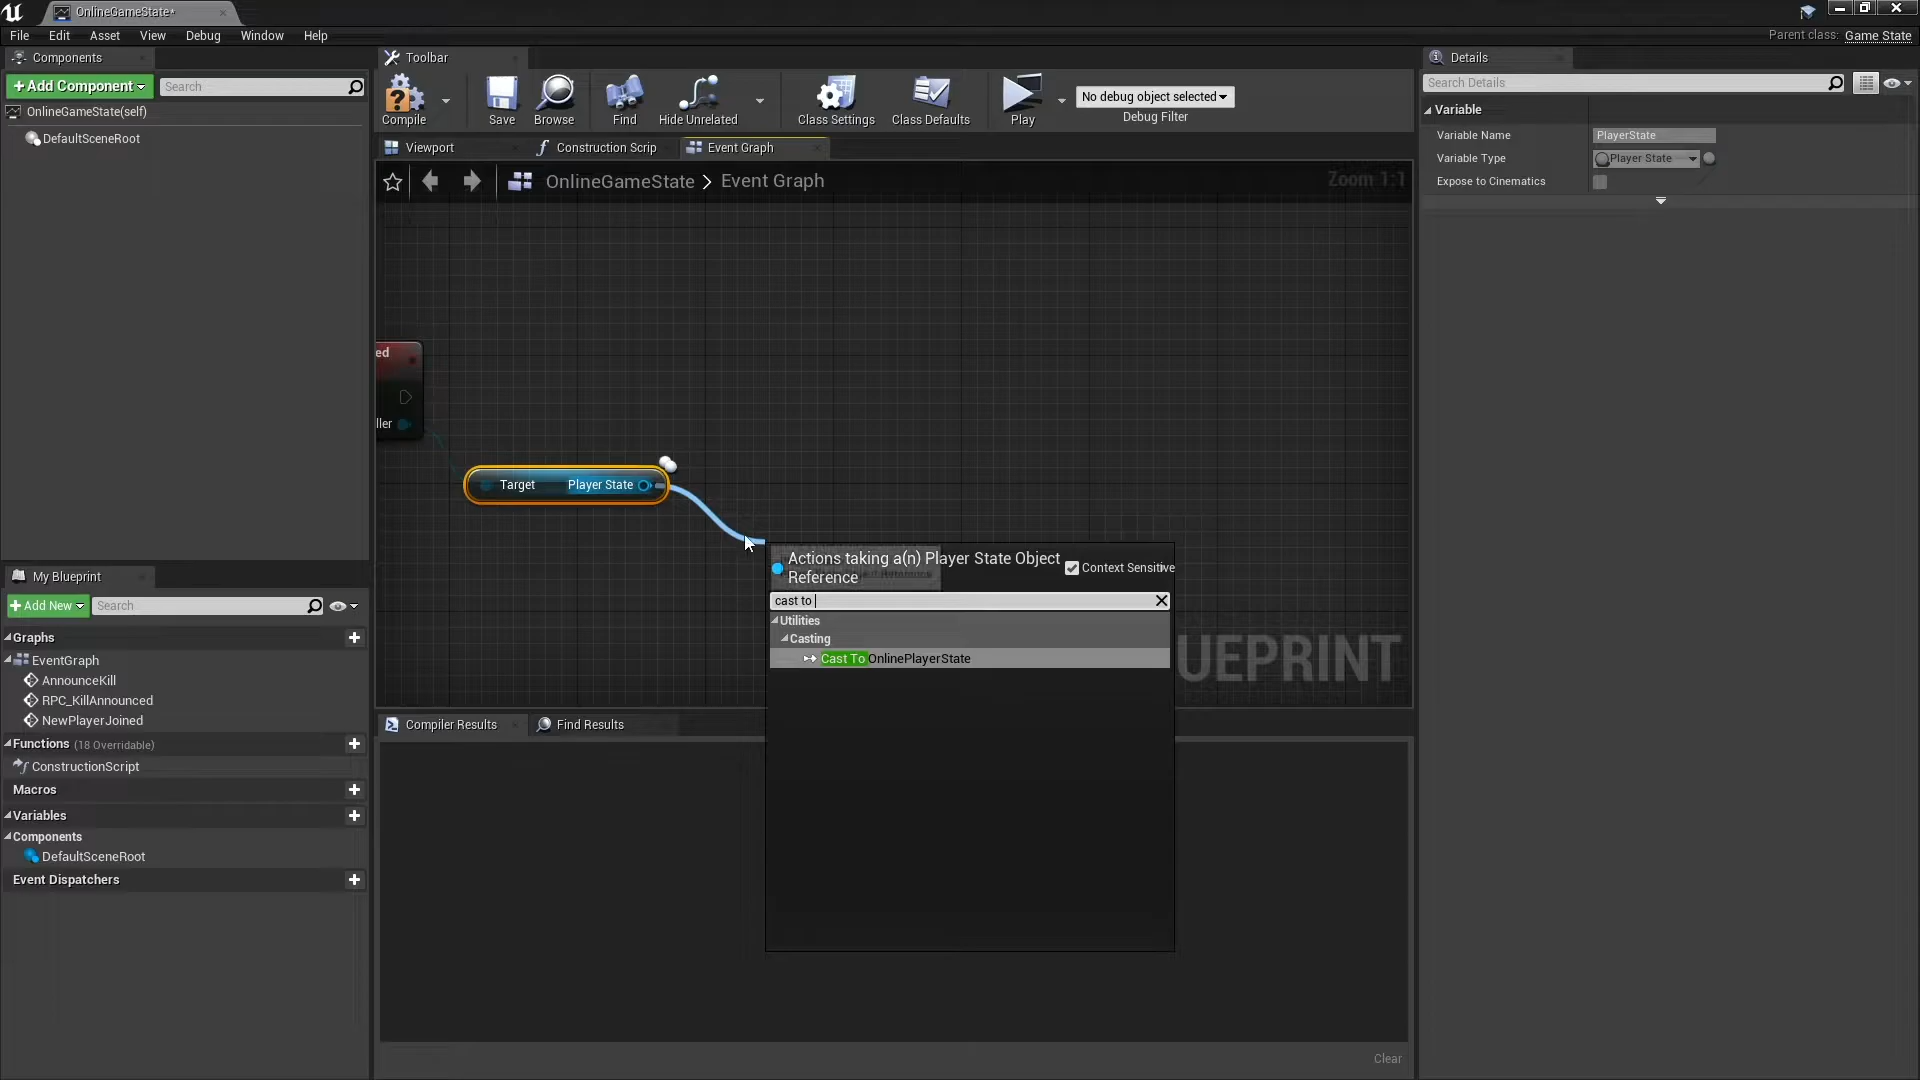 OnlineGameState*
File Edit Asset View Debug Window Help
Parent class: Game State
Components
+ Add Component
Search
OnlineGameState(self)
DefaultSceneRoot
Toolbar
Compile
Save
Browse
Find
Hide Unrelated
Class Settings
Class Defaults
Play
No debug object selected
Debug Filter
Viewport
Construction Scrip
Event Graph
OnlineGameState > Event Graph
Zoom 1:1
ed
ller
Target Player State
Actions taking a(n) Player State Object
Reference
Context Sensitive
cast to
Utilities
Casting
Cast To OnlinePlayerState
UEPRINT
My Blueprint
+ Add New
Search
Graphs
EventGraph
AnnounceKill
RPC_KillAnnounced
NewPlayerJoined
Functions (18 Overridable)
ConstructionScript
Macros
Variables
Components
DefaultSceneRoot
Event Dispatchers
Compiler Results
Find Results
Clear
Details
Search Details
Variable
Variable Name PlayerState
Variable Type Player State
Expose to Cinematics